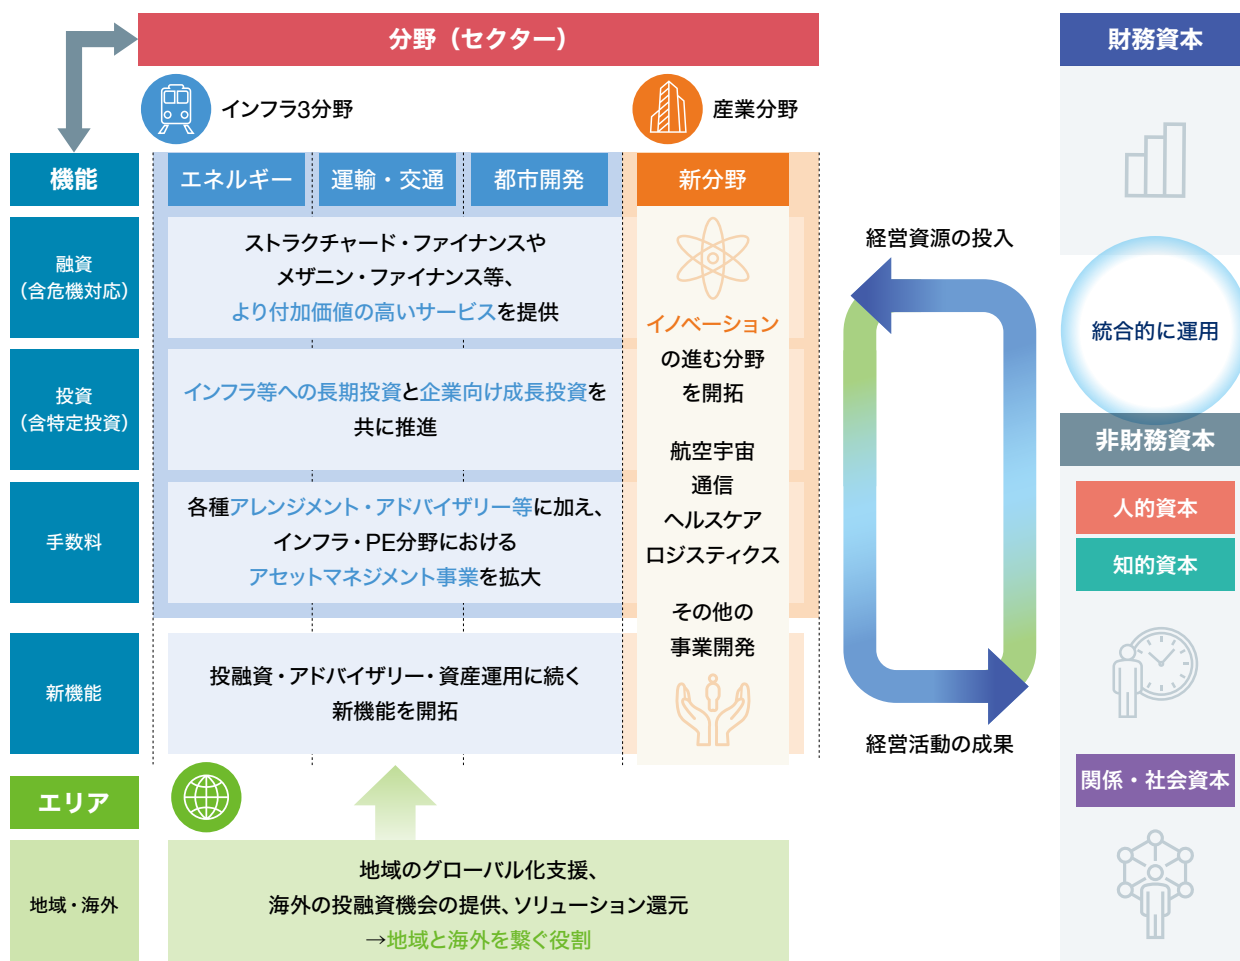 分野（セクター）
インフラ3分野
産業分野
機能
エネルギー
運輸・交通
都市開発
新分野
融資
（含危機対応）
ストラクチャード・ファイナンスや
メザニン・ファイナンス等、
より付加価値の高いサービスを提供
投資
（含特定投資）
インフラ等への長期投資と企業向け成長投資を
共に推進
手数料
各種アレンジメント・アドバイザリー等に加え、
インフラ・PE分野における
アセットマネジメント事業を拡大
新機能
投融資・アドバイザリー・資産運用に続く
新機能を開拓
イノベーション
の進む分野
を開拓
航空宇宙
通信
ヘルスケア
ロジスティクス
その他の
事業開発
エリア
地域・海外
地域のグローバル化支援、
海外の投融資機会の提供、ソリューション還元
→地域と海外を繋ぐ役割
経営資源の投入
経営活動の成果
財務資本
統合的に運用
非財務資本
人的資本
知的資本
関係・社会資本